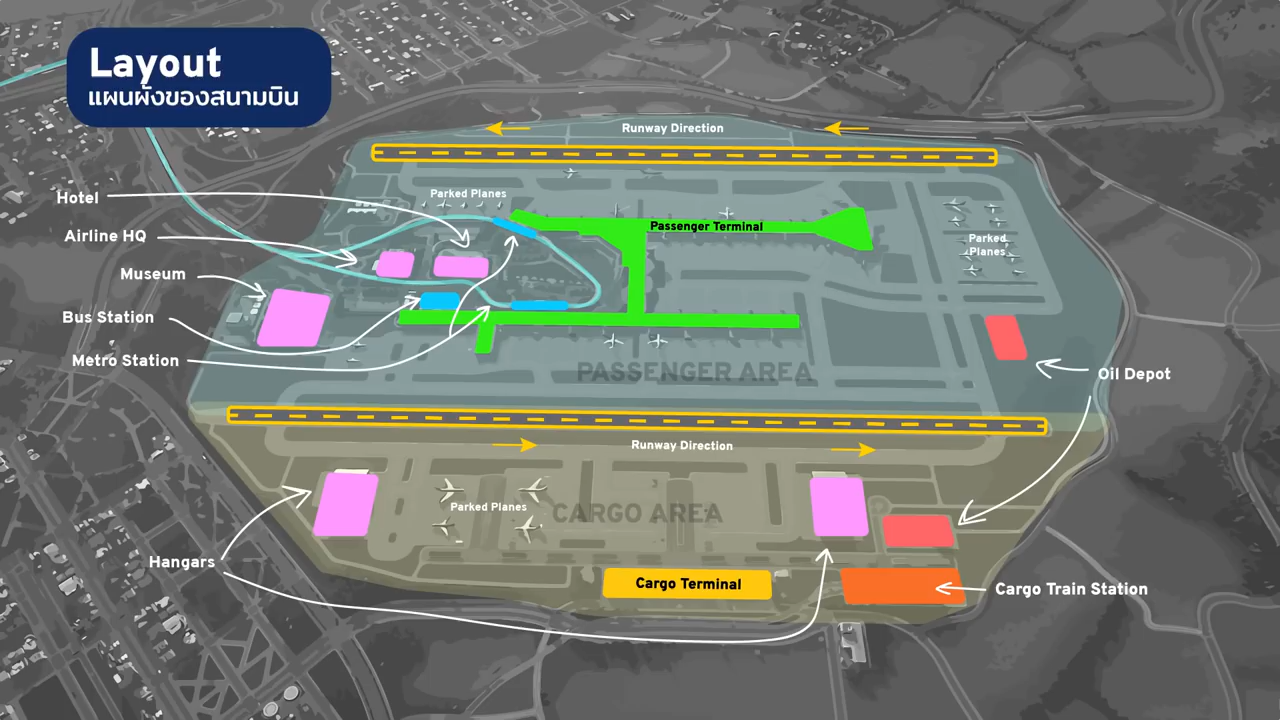 Layout
แผนผังของสนามบิน
Runway Direction
Hotel
Parked Planes
Passenger Terminal
Airline HQ
Parked
Planes
Museum
Bus Station
Metro Station
PASSENGER AREA
Oil Depot
Runway Direction
Parked Planes
CARGO AREA
Hangars
Cargo Terminal
Cargo Train Station